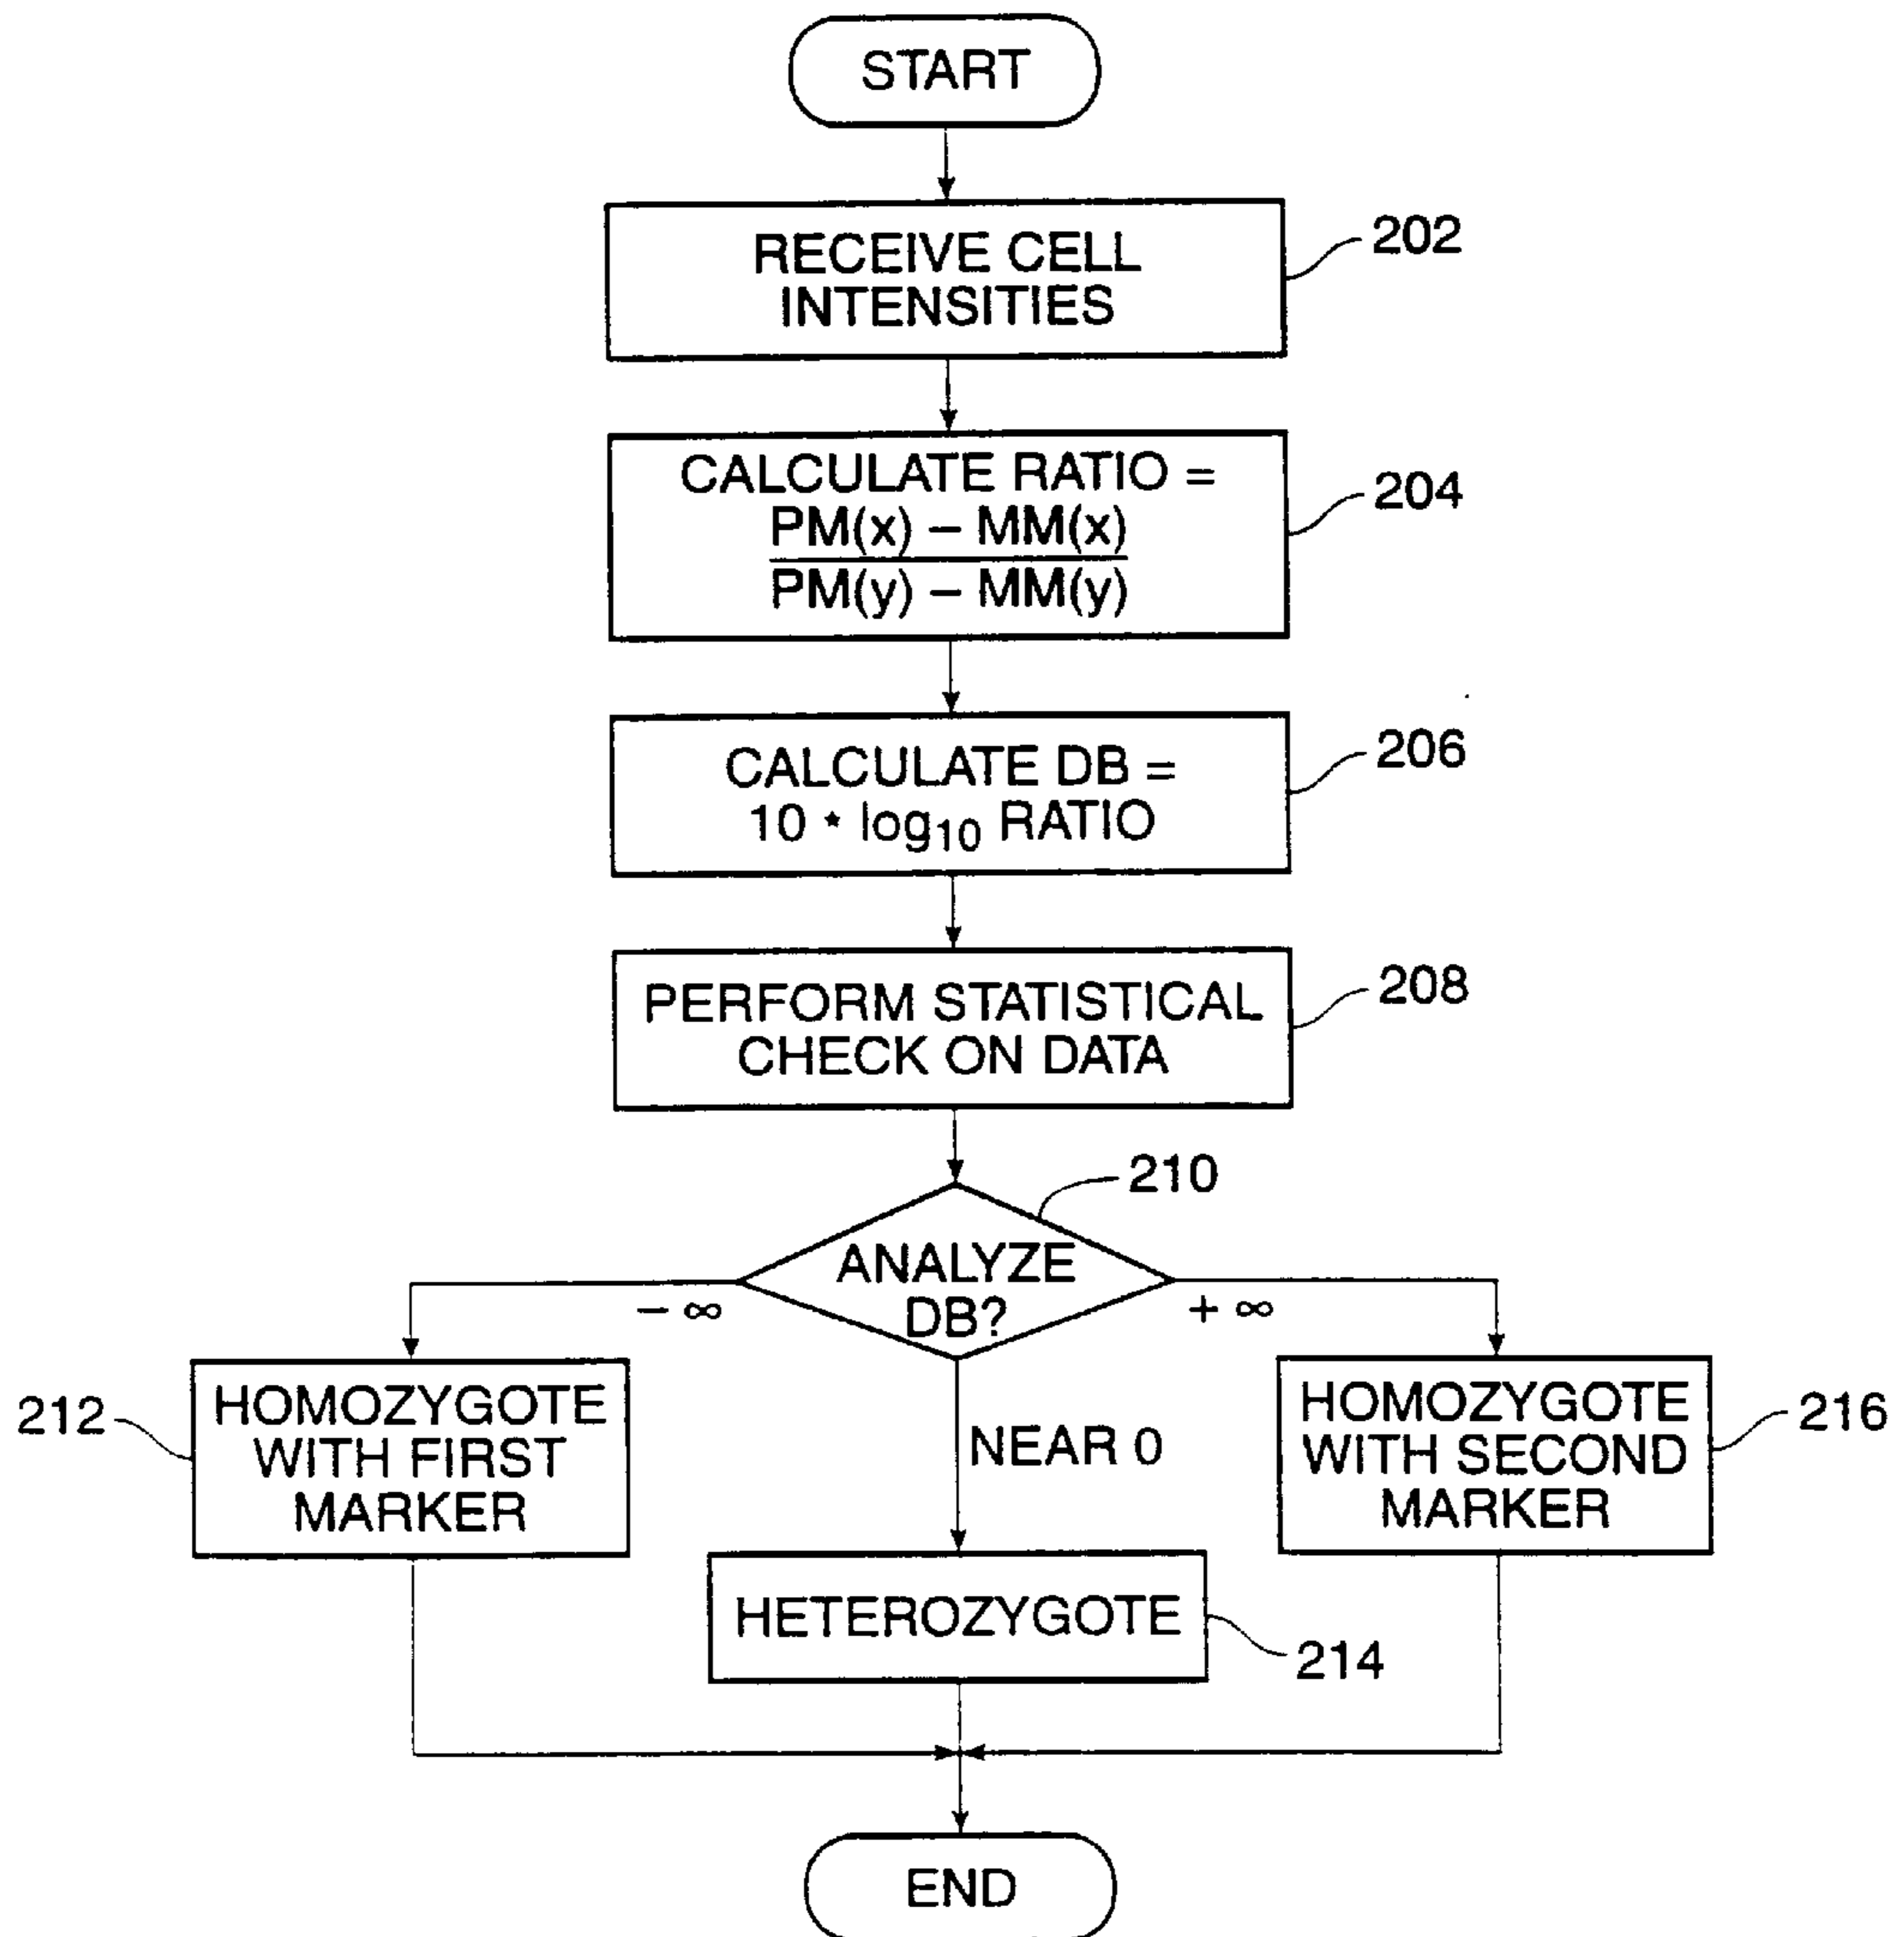 START
RECEIVE CELL
INTENSITIES
202
CALCULATE RATIO =
PM(x) – MM(x)
PM(y) – MM(y)
204
CALCULATE DB =
10 * log10 RATIO
206
PERFORM STATISTICAL
CHECK ON DATA
208
210
ANALYZE
DB?
– ∞
+ ∞
NEAR 0
212
HOMOZYGOTE
WITH FIRST
MARKER
HOMOZYGOTE
WITH SECOND
MARKER
216
HETEROZYGOTE
214
END